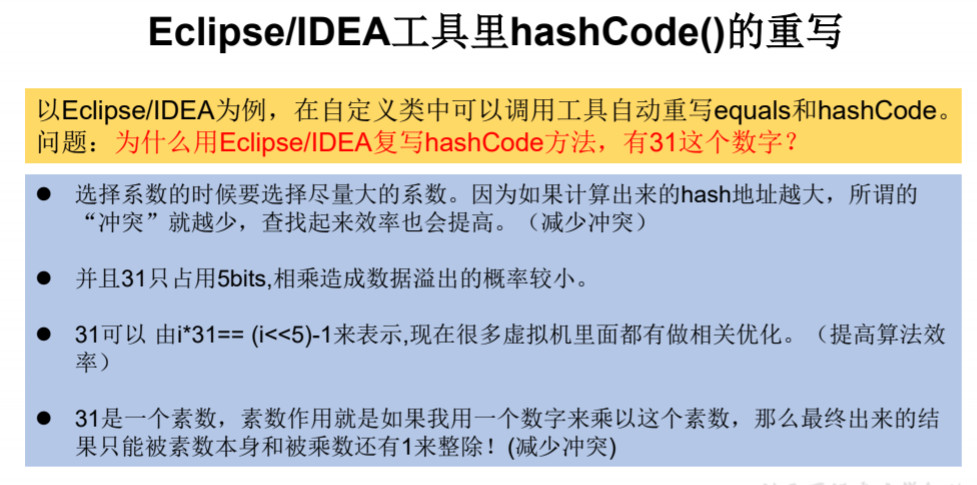 Eclipse/IDEA工具里hashCode()的重写
以Eclipse/IDEA为例，在自定义类中可以调用工具自动重写equals和hashCode。
问题：为什么用Eclipse/IDEA复写hashCode方法，有31这个数字？
● 选择系数的时候要选择尽量大的系数。因为如果计算出来的hash地址越大，所谓的
“冲突”就越少，查找起来效率也会提高。（减少冲突）
● 并且31只占用5bits,相乘造成数据溢出的概率较小。
● 31可以 由i*31== (i<<5)-1来表示,现在很多虚拟机里面都有做相关优化。（提高算法效
率）
● 31是一个素数，素数作用就是如果我用一个数字来乘以这个素数，那么最终出来的结
果只能被素数本身和被乘数还有1来整除！(减少冲突)